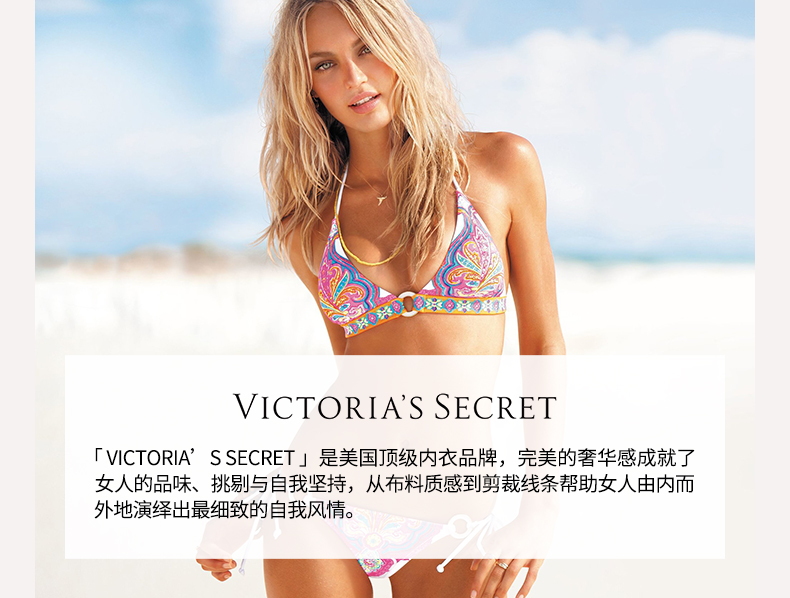 VICTORIA'S SECRET
「 VICTORIA’S SECRET 」是美国顶级内衣品牌，完美的奢华感成就了
女人的品味、挑剔与自我坚持，从布料质感到剪裁线条帮助女人由内而
外地演绎出最细致的自我风情。